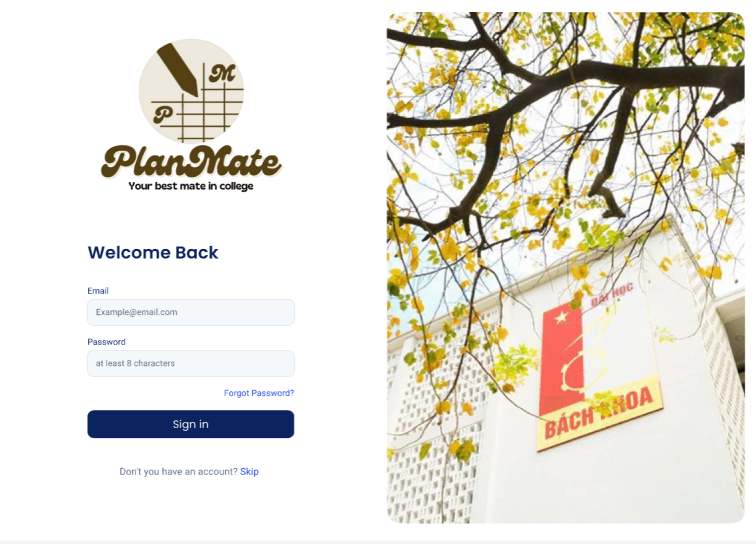 M
P
PlanMate
Your best mate in college
Welcome Back
Email
Example@email.com
Password
at least 8 characters
Forgot Password?
Sign in
Don't you have an account? Skip
ĐẠI HỌC
BÁCH KHOA